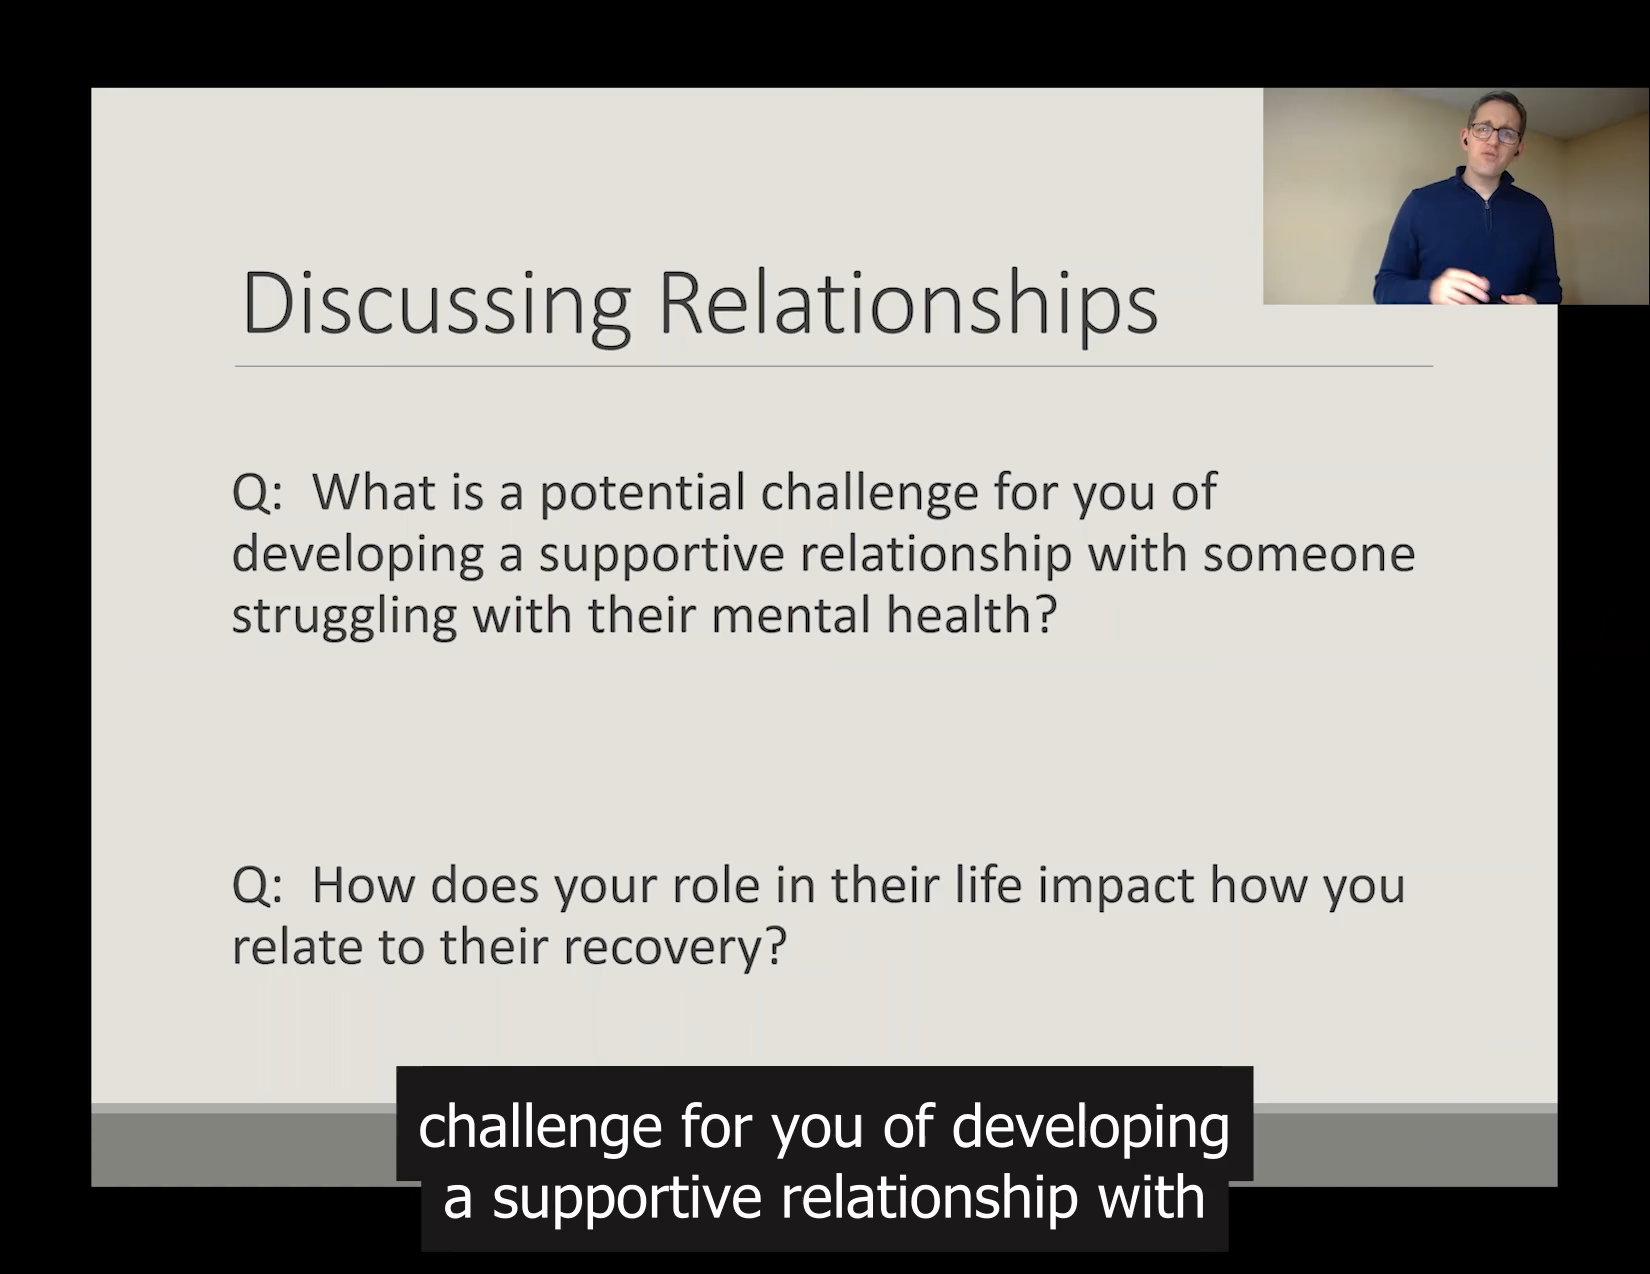 Discussing Relationships
Q: What is a potential challenge for you of
developing a supportive relationship with someone
struggling with their mental health?
Q: How does your role in their life impact how you
relate to their recovery?
challenge for you of developing
a supportive relationship with